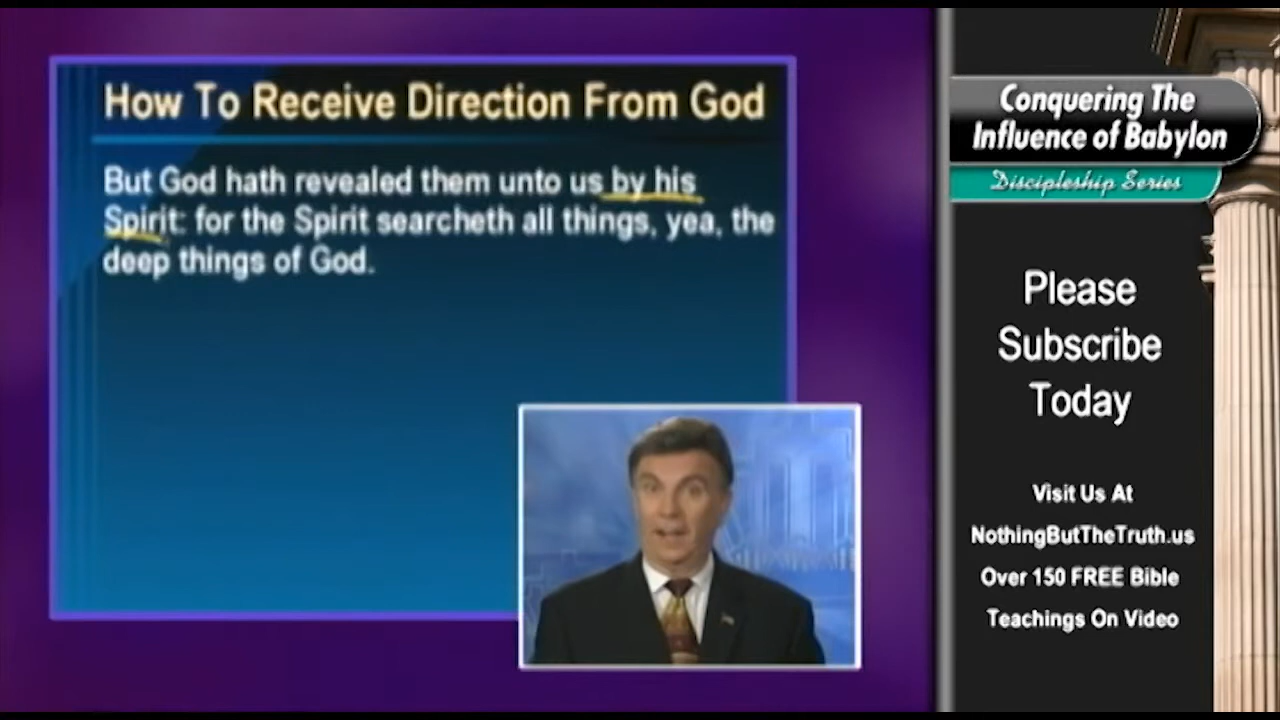 How To Receive Direction From God
But God hath revealed them unto us by his
Spirit: for the Spirit searcheth all things, yea, the
deep things of God.
Conquering The
Influence of Babylon
Discipleship Series
Please
Subscribe
Today
Visit Us At
NothingButTheTruth.us
Over 150 FREE Bible
Teachings On Video